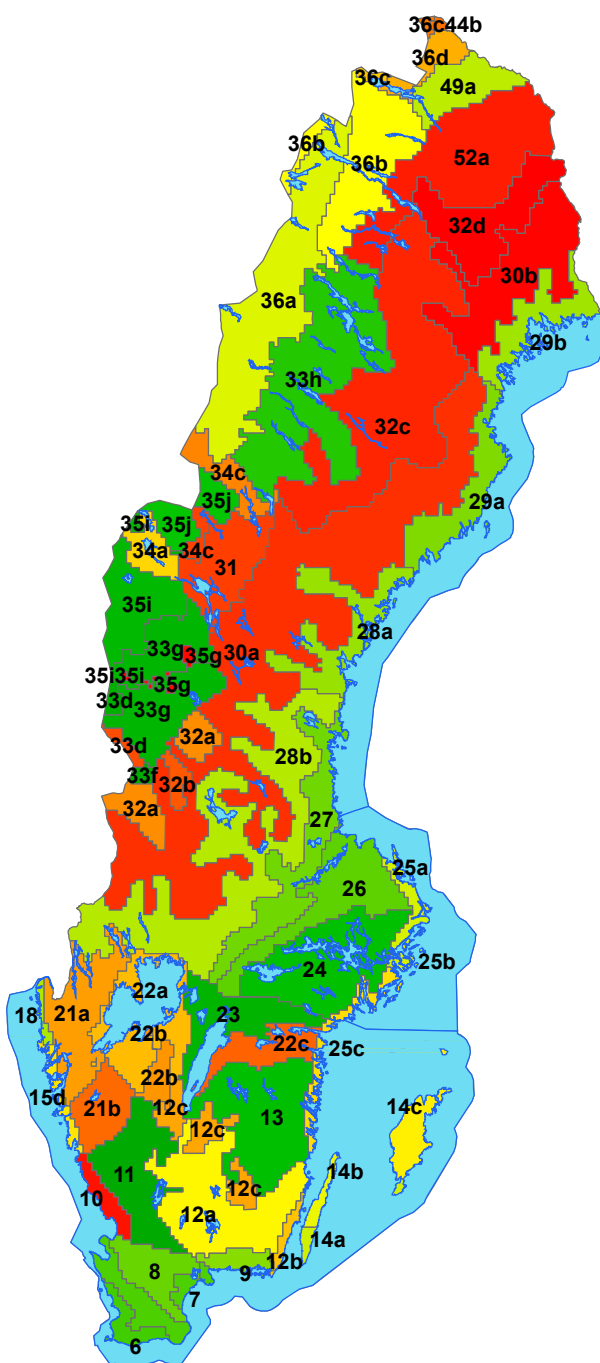 36c44b
36d
36c
49a
36b
36b
52a
32d
30b
36a
29b
33h
32c
34c
29a
35j
35i
35j
34a
34c
31
35i
28a
33g
35g
30a
35i
35i
35g
33d
33g
33d
32a
28b
33f
32b
32a
27
25a
26
25b
24
22a
18
21a
23
22b
22c
25c
22b
15d
21b
12c
14c
13
12c
11
14b
10
12c
12a
14a
12b
8
9
7
6